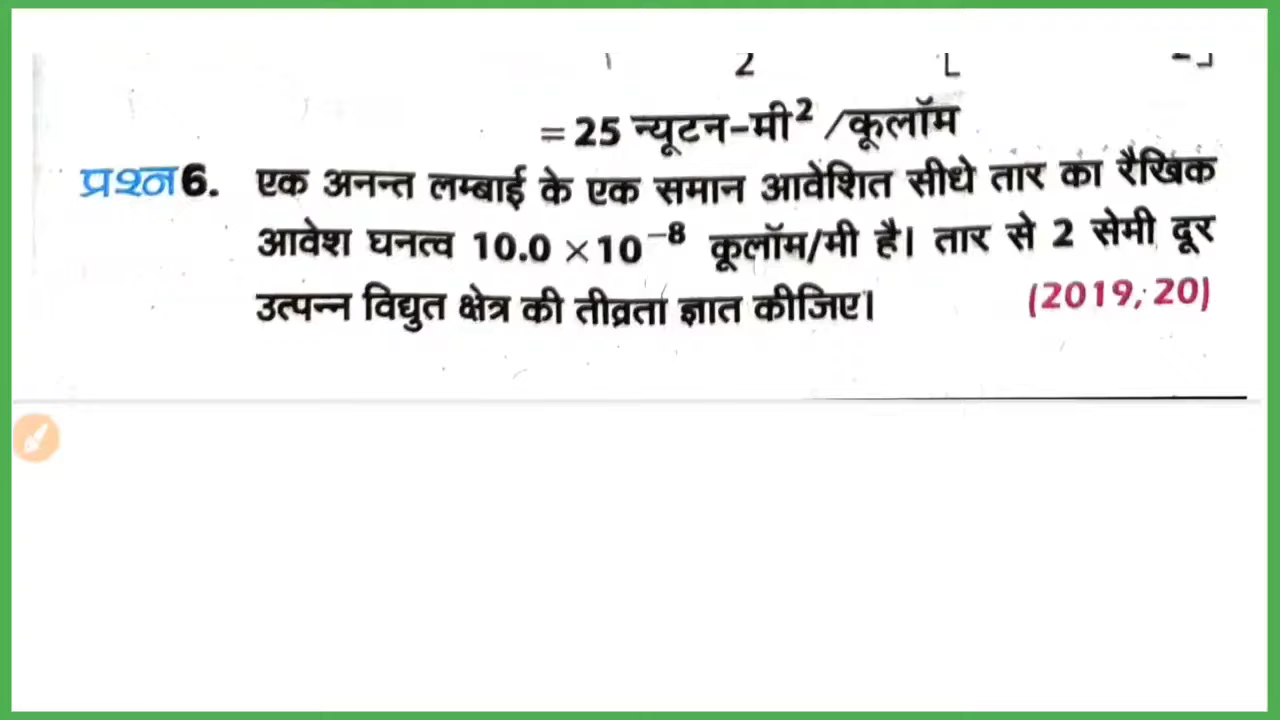 2
= 25 न्यूटन-मी² /कूलॉम
प्रश्न 6. एक अनन्त लम्बाई के एक समान आवेशित सीधे तार का रैखिक
आवेश घनत्व 10.0 × 10⁻⁸ कूलॉम/मी है। तार से 2 सेमी दूर
उत्पन्न विद्युत क्षेत्र की तीव्रता ज्ञात कीजिए। (2019, 20)